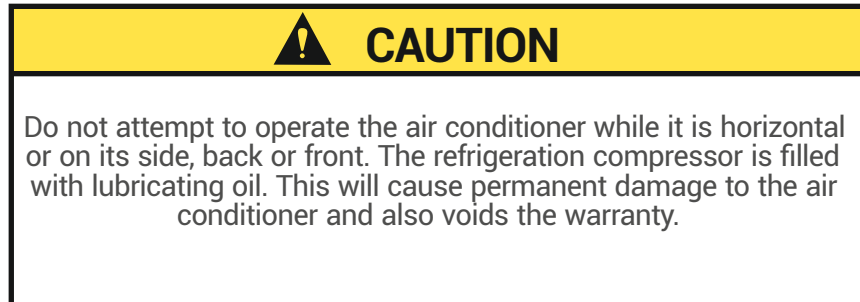 CAUTION
Do not attempt to operate the air conditioner while it is horizontal
or on its side, back or front. The refrigeration compressor is filled
with lubricating oil. This will cause permanent damage to the air
conditioner and also voids the warranty.